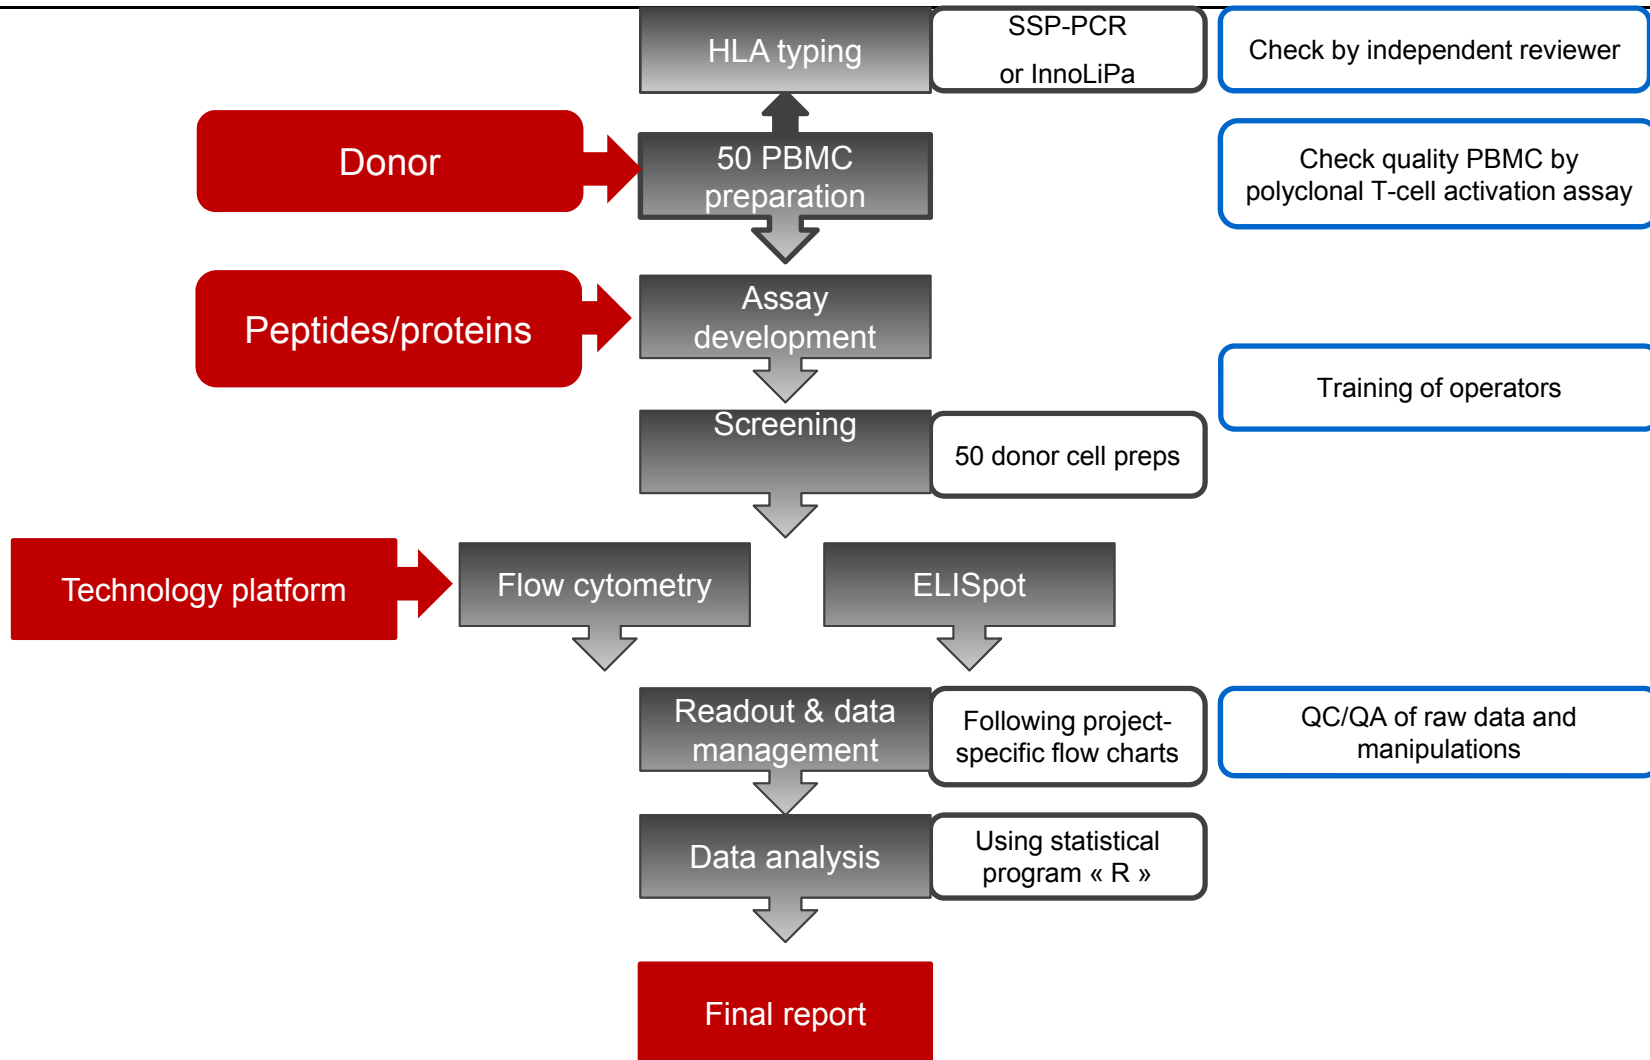 HLA typing
SSP-PCR
or InnoLiPa
Check by independent reviewer
Donor
50 PBMC
preparation
Check quality PBMC by
polyclonal T-cell activation assay
Peptides/proteins
Assay
development
Training of operators
Screening
50 donor cell preps
Technology platform
Flow cytometry
ELISpot
Readout & data
management
Following project-
specific flow charts
QC/QA of raw data and
manipulations
Data analysis
Using statistical
program « R »
Final report